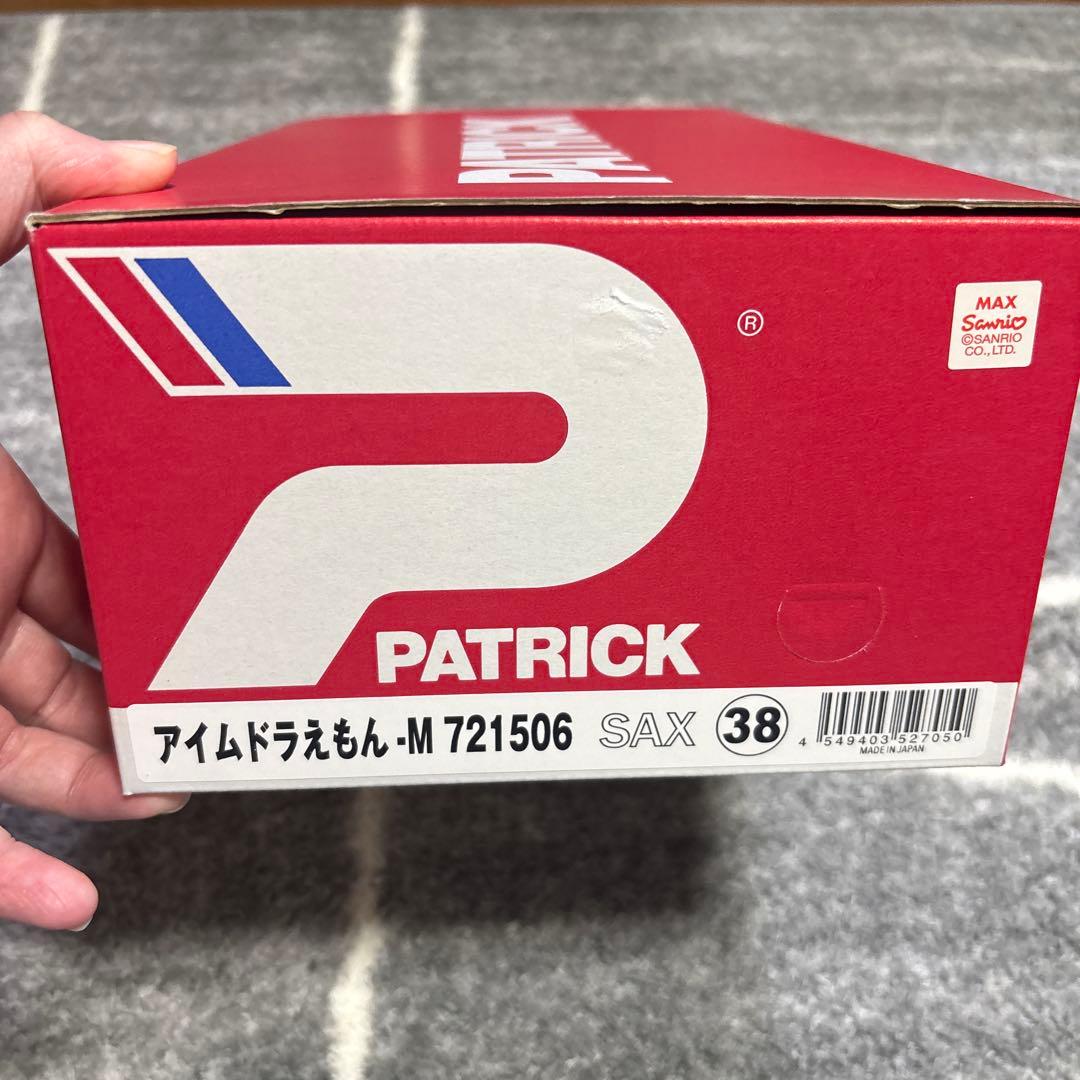 PATRICK
®
MAX
Sanrio
©SANRIO
CO.,LTD.
PATRICK
アイムドラえもん-M 721506 SAX 38
4 549403 527050
MADE IN JAPAN